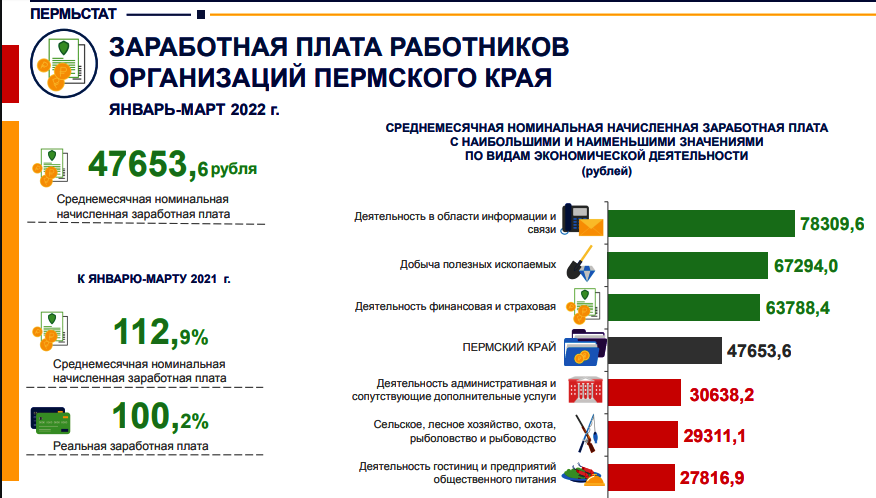 ПЕРМЬСТАТ
ЗАРАБОТНАЯ ПЛАТА РАБОТНИКОВ
ОРГАНИЗАЦИЙ ПЕРМСКОГО КРАЯ
ЯНВАРЬ-МАРТ 2022 г.
47653,6 рубля
Среднемесячная номинальная
начисленная заработная плата
К ЯНВАРЮ-МАРТУ 2021 г.
112,9%
Среднемесячная номинальная
начисленная заработная плата
100,2%
Реальная заработная плата
СРЕДНЕМЕСЯЧНАЯ НОМИНАЛЬНАЯ НАЧИСЛЕННАЯ ЗАРАБОТНАЯ ПЛАТА
С НАИБОЛЬШИМИ И НАИМЕНЬШИМИ ЗНАЧЕНИЯМИ
ПО ВИДАМ ЭКОНОМИЧЕСКОЙ ДЕЯТЕЛЬНОСТИ
(рублей)
Деятельность в области информации и
связи
78309,6
Добыча полезных ископаемых
67294,0
Деятельность финансовая и страховая
63788,4
ПЕРМСКИЙ КРАЙ
47653,6
Деятельность административная и
сопутствующие дополнительные услуги
30638,2
Сельское, лесное хозяйство, охота,
рыболовство и рыбоводство
29311,1
Деятельность гостиниц и предприятий
общественного питания
27816,9